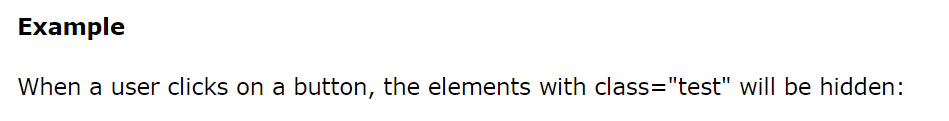 Example
When a user clicks on a button, the elements with class="test" will be hidden: